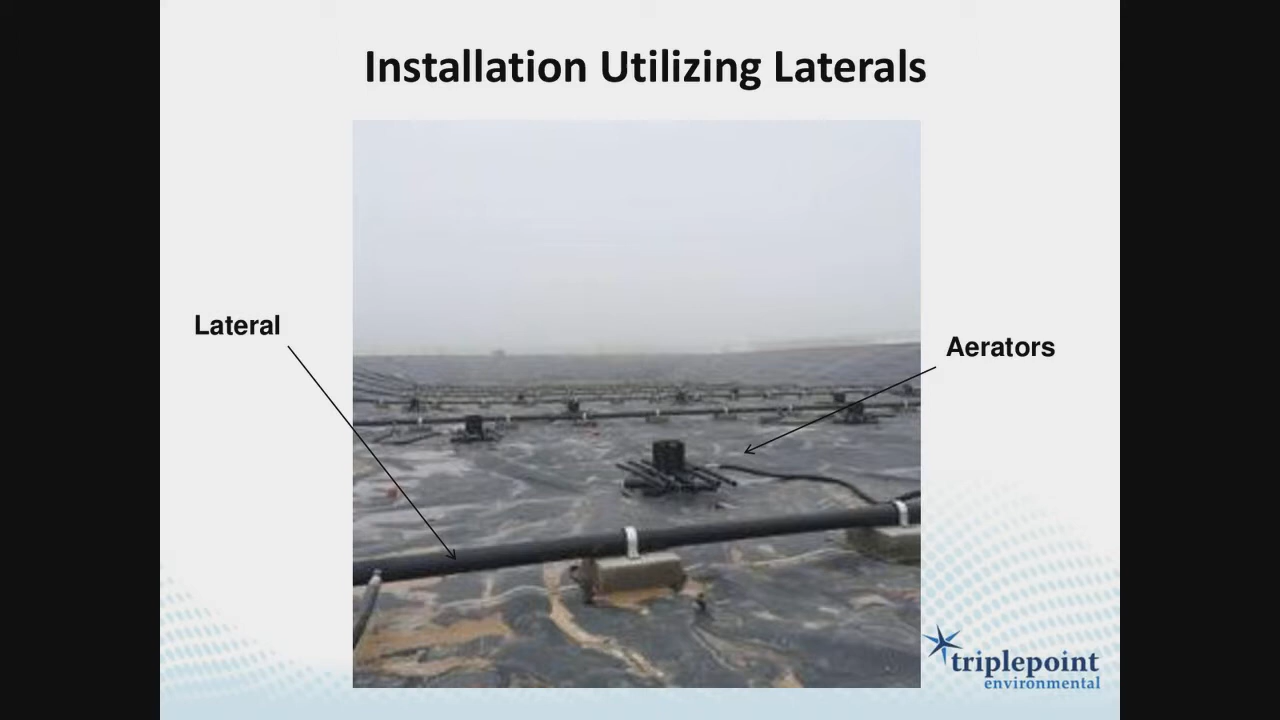 Installation Utilizing Laterals
Lateral
Aerators
triplepoint
environmental